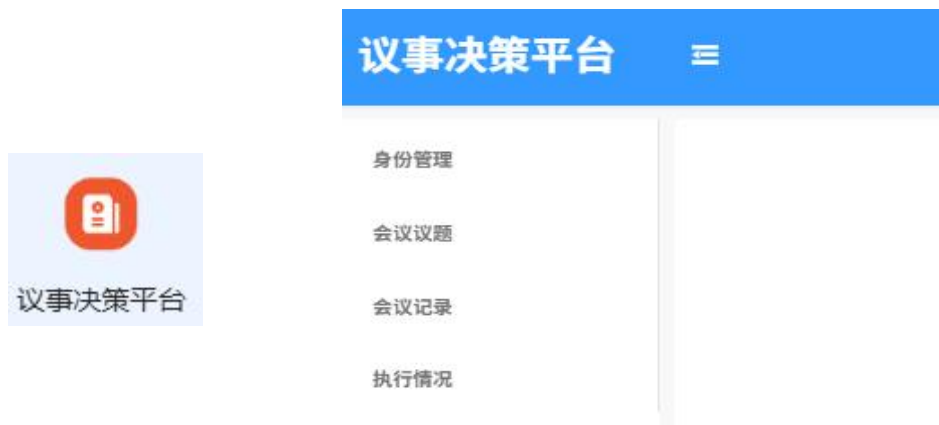 议事决策平台
议事决策平台
身份管理
会议议题
会议记录
执行情况